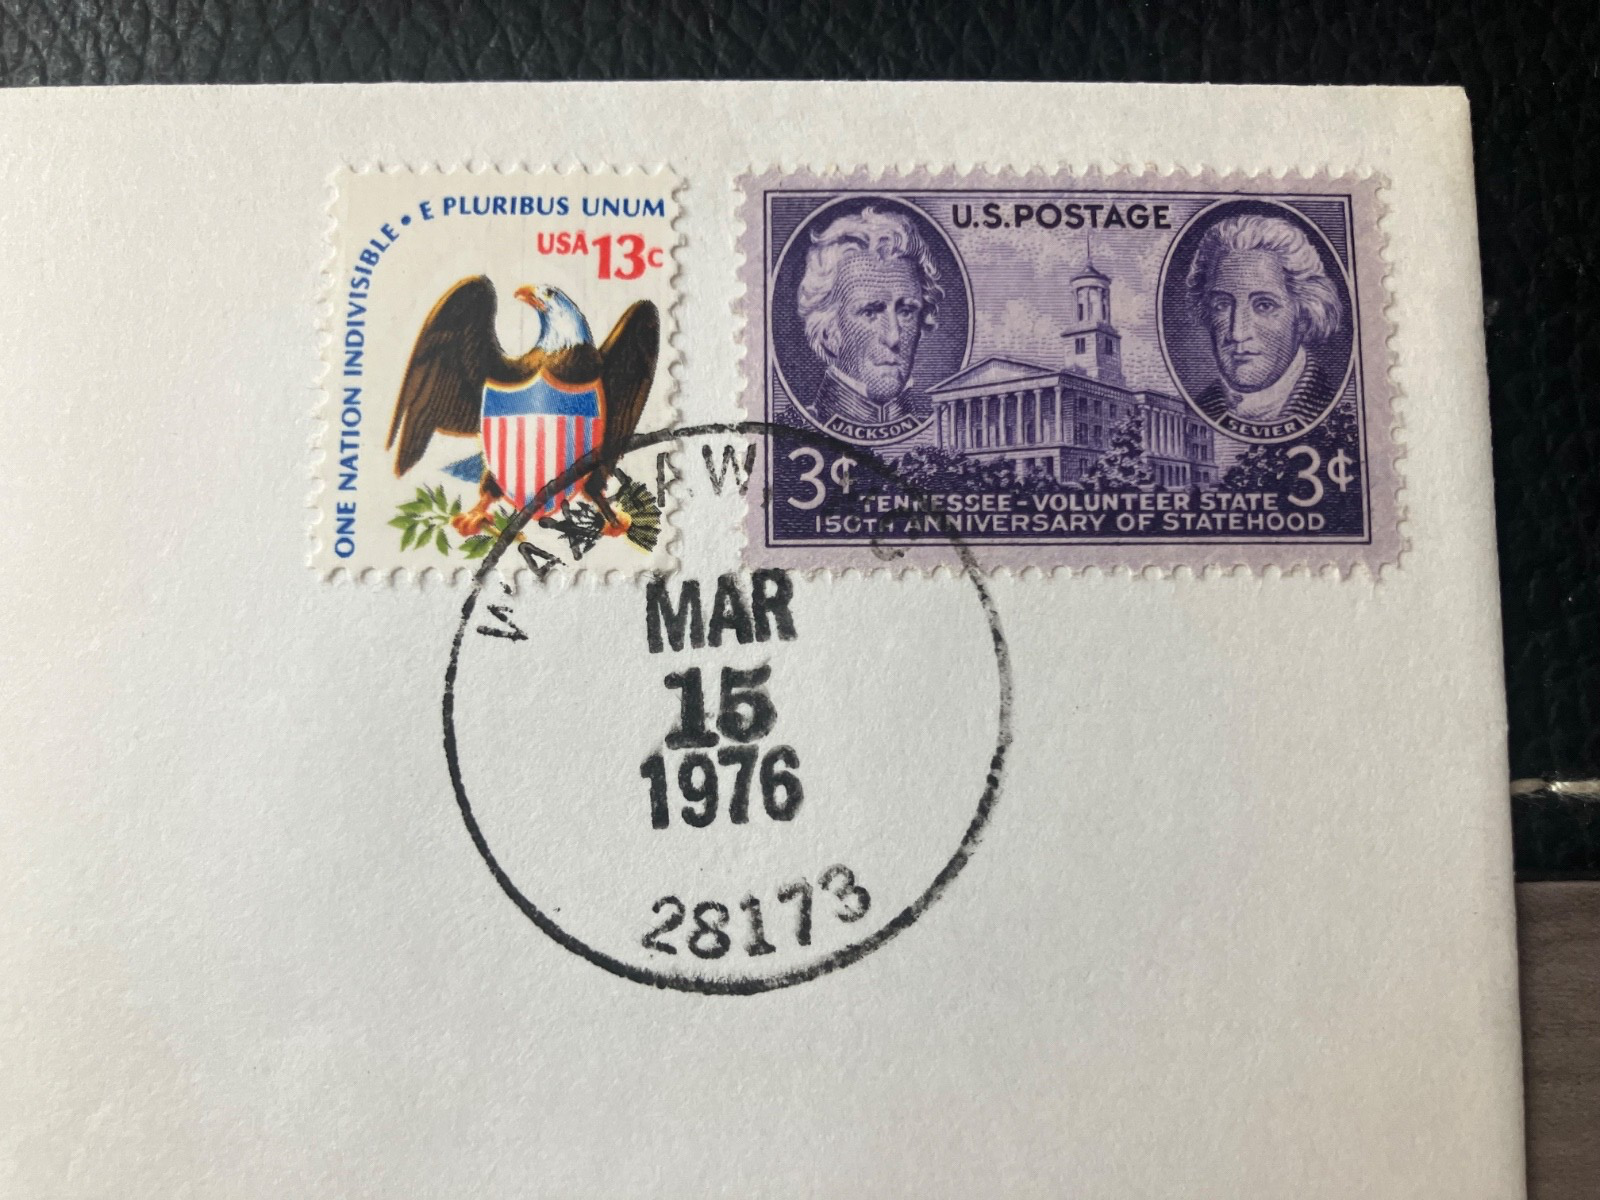 ONE NATION INDIVISIBLE • E PLURIBUS UNUM
USA 13c
U.S. POSTAGE
JACKSON
SEVIER
3¢ 3¢
TENNESSEE - VOLUNTEER STATE
150TH ANNIVERSARY OF STATEHOOD
WAXHAW,
MAR
15
1976
28173